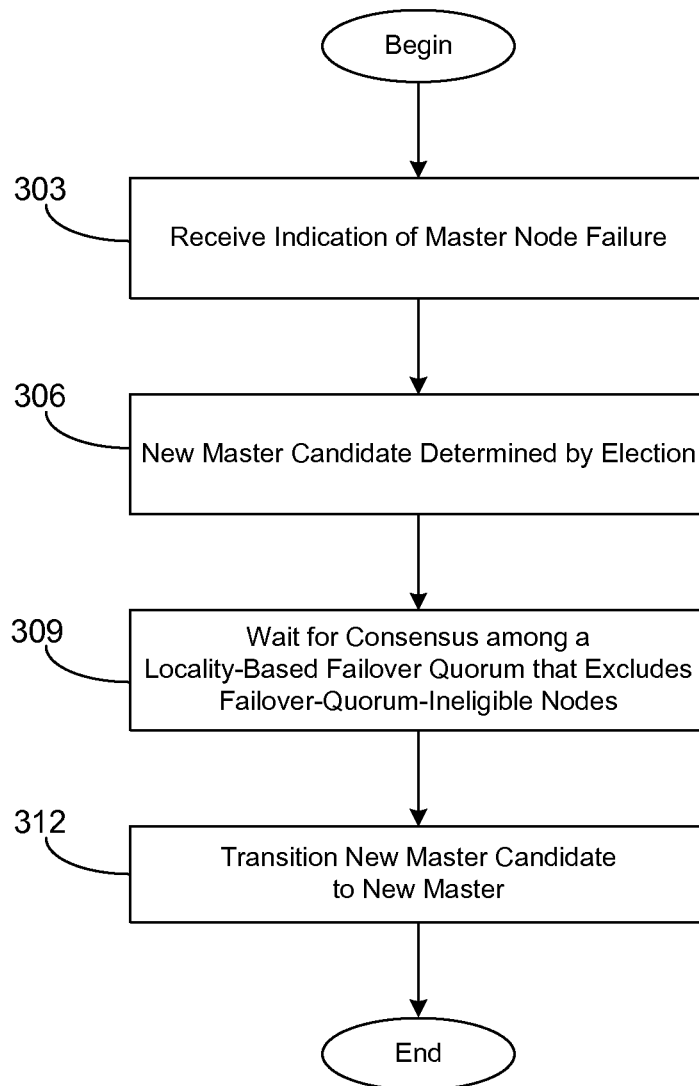 Begin
303
Receive Indication of Master Node Failure
306
New Master Candidate Determined by Election
309
Wait for Consensus among a
Locality-Based Failover Quorum that Excludes
Failover-Quorum-Ineligible Nodes
312
Transition New Master Candidate
to New Master
End